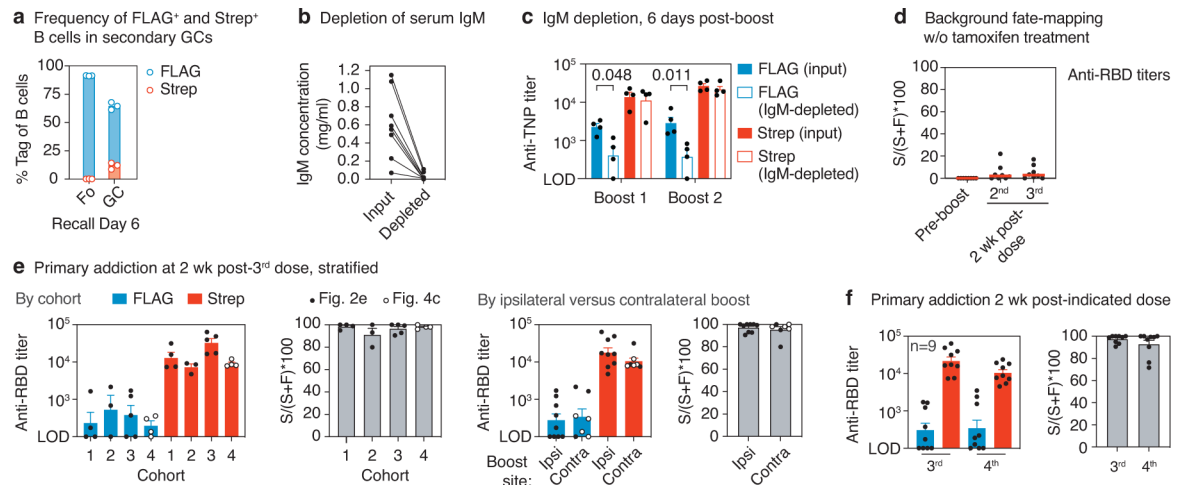 a Frequency of FLAG⁺ and Strep⁺
B cells in secondary GCs
% Tag of B cells
100
75
50
25
0
FLAG
Strep
Fo
GC
Recall Day 6
b Depletion of serum IgM
IgM concentration
(mg/ml)
1.2
1.0
0.8
0.6
0.4
0.2
0.0
Input
Depleted
c IgM depletion, 6 days post-boost
Anti-TNP titer
10⁵
10⁴
10³
LOD
0.048
0.011
Boost 1
Boost 2
FLAG (input)
FLAG
(IgM-depleted)
Strep (input)
Strep
(IgM-depleted)
d Background fate-mapping
w/o tamoxifen treatment
Anti-RBD titers
S/(S+F)*100
100
80
60
40
20
0
Pre-boost
2ⁿᵈ
3ʳᵈ
2 wk post-
dose
e Primary addiction at 2 wk post-3ʳᵈ dose, stratified
By cohort
FLAG
Strep
Fig. 2e
Fig. 4c
Anti-RBD titer
10⁵
10⁴
10³
LOD
1 2 3 4 1 2 3 4
Cohort
S/(S+F)*100
100
80
60
40
20
0
1 2 3 4
Cohort
By ipsilateral versus contralateral boost
Anti-RBD titer
10⁵
10⁴
10³
LOD
Boost
site:
Ipsi
Contra
Ipsi
Contra
S/(S+F)*100
100
80
60
40
20
0
Ipsi
Contra
f Primary addiction 2 wk post-indicated dose
Anti-RBD titer
10⁵
10⁴
10³
LOD
n=9
3ʳᵈ
4ᵗʰ
S/(S+F)*100
100
80
60
40
20
0
3ʳᵈ
4ᵗʰ